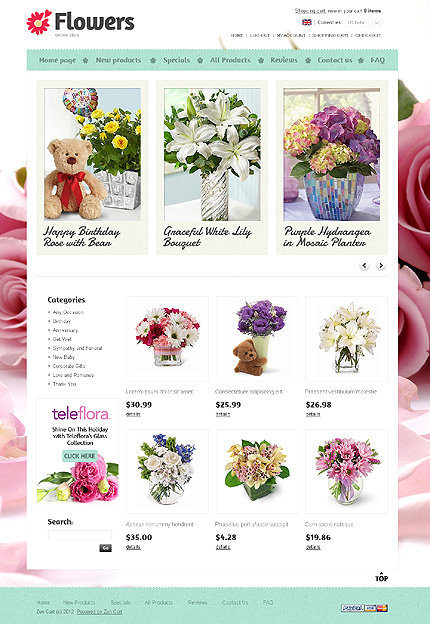 Flowers
online store
Shopping cart: now in your cart 0 items
Currencies: US Dollar
HOME | LOG OUT | MY ACCOUNT | SHOPPING CART | CHECKOUT
Home page New products Specials All Products Reviews Contact us FAQ
Happy Birthday
Rose with Bear
Graceful White Lily
Bouquet
Purple Hydrangea
in Mosaic Planter
Categories
Any Occasion
Birthday
Anniversary
Get Well
Sympathy and Funeral
New Baby
Corporate Gifts
Love and Romance
Thank You
Lorem ipsum dolor sit amet
$30.99
details
Consectetuer adipiscing elit
$25.99
details
Praesent vestibulum molestie
$26.98
details
teleflora.
Shine On This Holiday
with Teleflora's Glass
Collection
CLICK HERE
Aenean nonummy hendrerit
$35.00
details
Phasellus port a fusce suscipit
$4.28
details
Cum sociis natoque
$19.86
details
Search:
Go
TOP
Home New Products Specials All Products Reviews Contact Us FAQ
Zen Cart © 2012 Powered by Zen Cart
PayPal